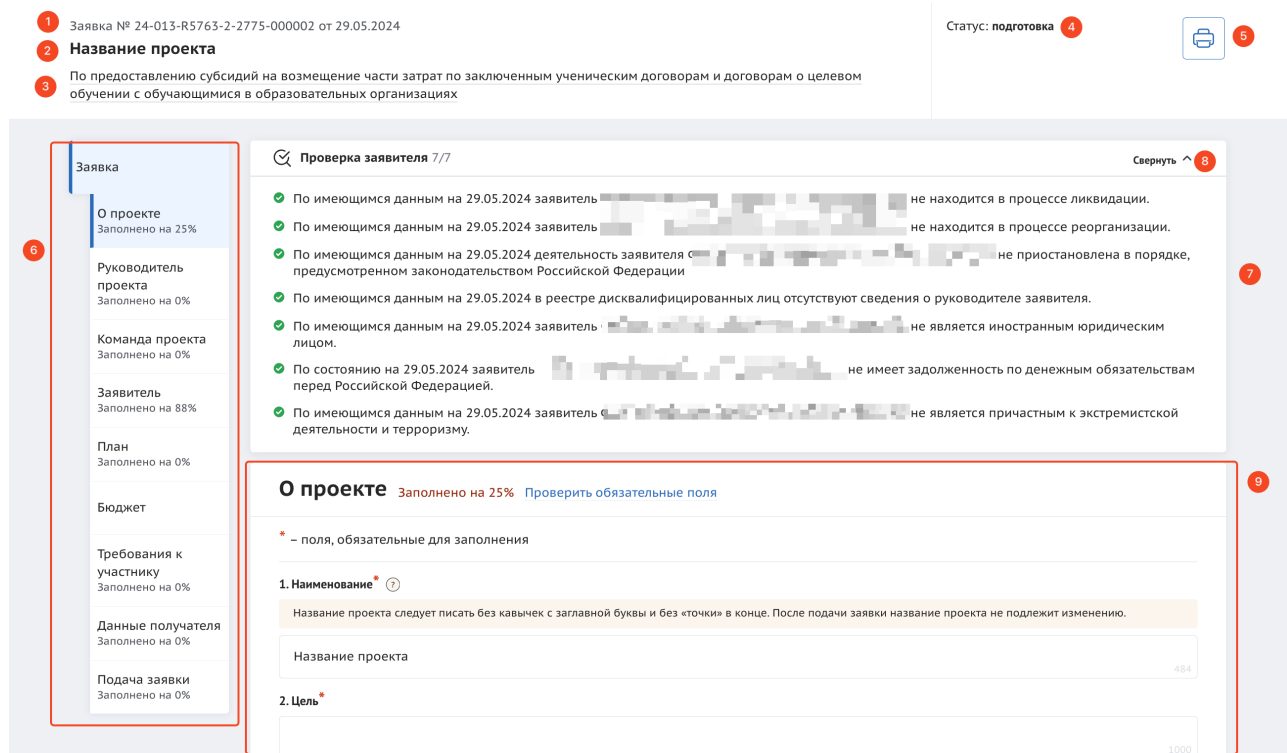 1 Заявка № 24-013-R5763-2-2775-000002 от 29.05.2024
2 Название проекта
3 По предоставлению субсидий на возмещение части затрат по заключенным ученическим договорам и договорам о целевом
обучении с обучающимися в образовательных организациях
Статус: подготовка 4
5
6
Заявка
О проекте
Заполнено на 25%
Руководитель
проекта
Заполнено на 0%
Команда проекта
Заполнено на 0%
Заявитель
Заполнено на 88%
План
Заполнено на 0%
Бюджет
Требования к
участнику
Заполнено на 0%
Данные получателя
Заполнено на 0%
Подача заявки
Заполнено на 0%
Проверка заявителя 7/7
Свернуть 8
По имеющимся данным на 29.05.2024 заявитель не находится в процессе ликвидации.
По имеющимся данным на 29.05.2024 заявитель не находится в процессе реорганизации.
По имеющимся данным на 29.05.2024 деятельность заявителя не приостановлена в порядке,
предусмотренном законодательством Российской Федерации
7
По имеющимся данным на 29.05.2024 в реестре дисквалифицированных лиц отсутствуют сведения о руководителе заявителя.
По имеющимся данным на 29.05.2024 заявитель не является иностранным юридическим
лицом.
По состоянию на 29.05.2024 заявитель не имеет задолженность по денежным обязательствам
перед Российской Федерацией.
По имеющимся данным на 29.05.2024 заявитель не является причастным к экстремистской
деятельности и терроризму.
9
О проекте Заполнено на 25% Проверить обязательные поля
* – поля, обязательные для заполнения
1. Наименование* ?
Название проекта следует писать без кавычек с заглавной буквы и без «точки» в конце. После подачи заявки название проекта не подлежит изменению.
Название проекта
484
2. Цель*
1000